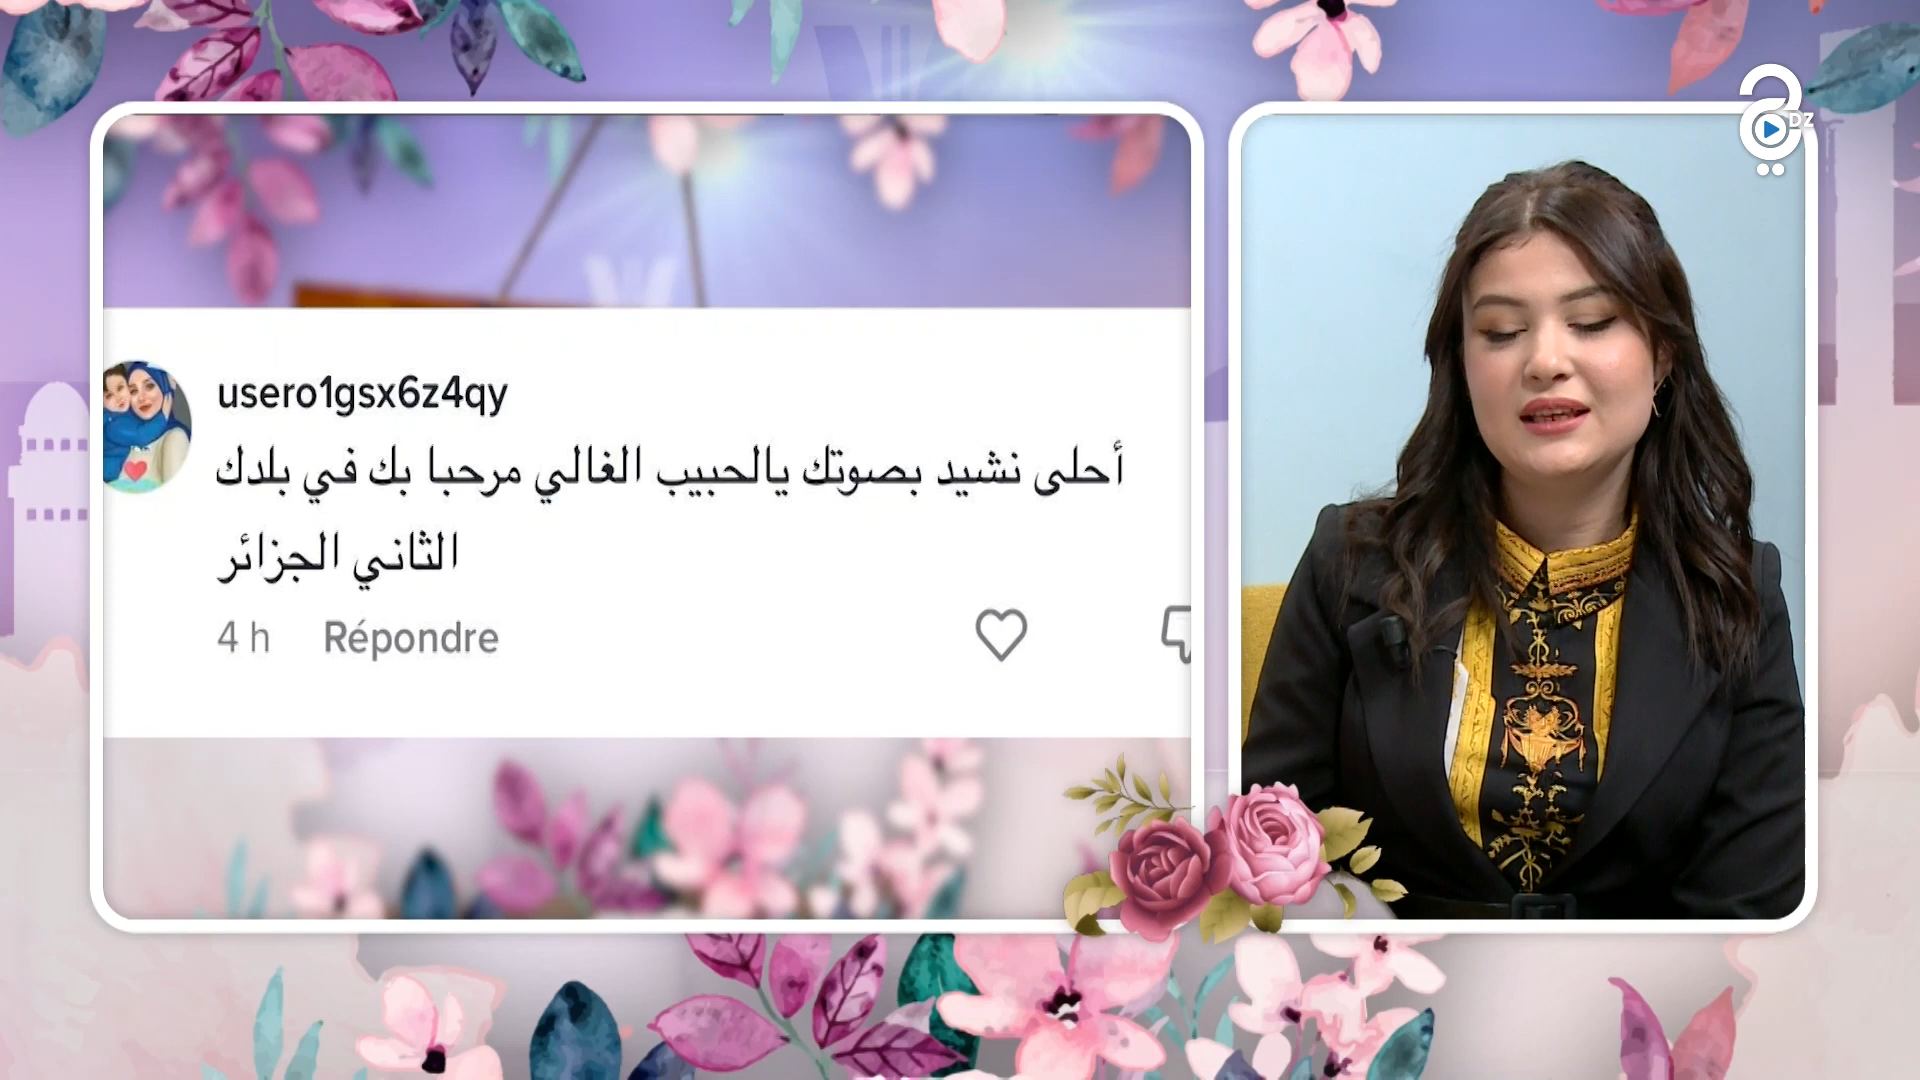 DZ
usero1gsx6z4qy
أحلى نشيد بصوتك يالحبيب الغالي مرحبا بك في بلدك
الثاني الجزائر
4 h Répondre